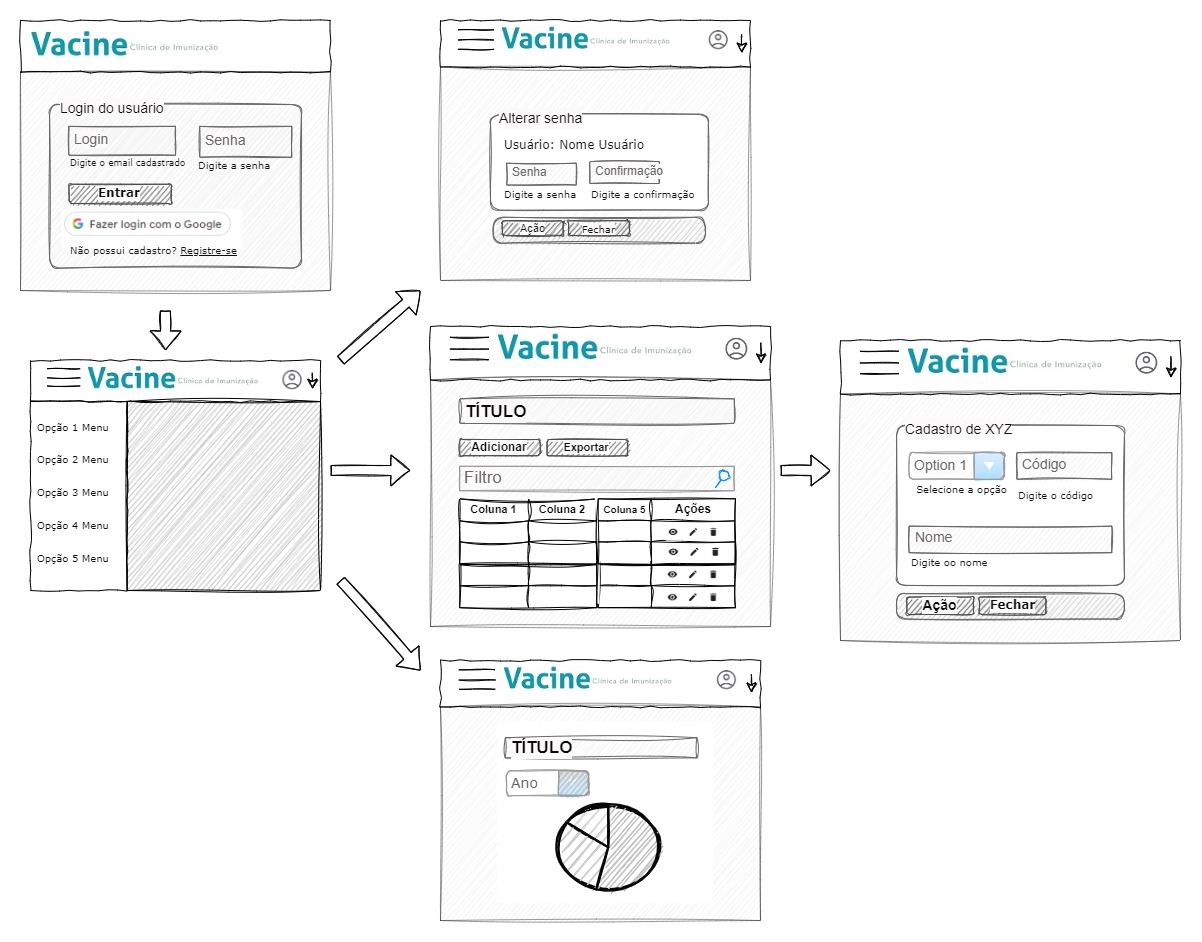 Vacine Clínica de Imunização
Login do usuário
Login
Senha
Digite o email cadastrado
Digite a senha
Entrar
Fazer login com o Google
Não possui cadastro? Registre-se
Vacine Clínica de Imunização
Alterar senha
Usuário: Nome Usuário
Senha
Confirmação
Digite a senha
Digite a confirmação
Ação
Fechar
Vacine Clínica de Imunização
Opção 1 Menu
Opção 2 Menu
Opção 3 Menu
Opção 4 Menu
Opção 5 Menu
Vacine Clínica de Imunização
TÍTULO
Adicionar
Exportar
Filtro
Coluna 1
Coluna 2
Coluna 5
Ações
Vacine Clínica de Imunização
Cadastro de XYZ
Option 1
Código
Selecione a opção
Digite o código
Nome
Digite oo nome
Ação
Fechar
Vacine Clínica de Imunização
TÍTULO
Ano